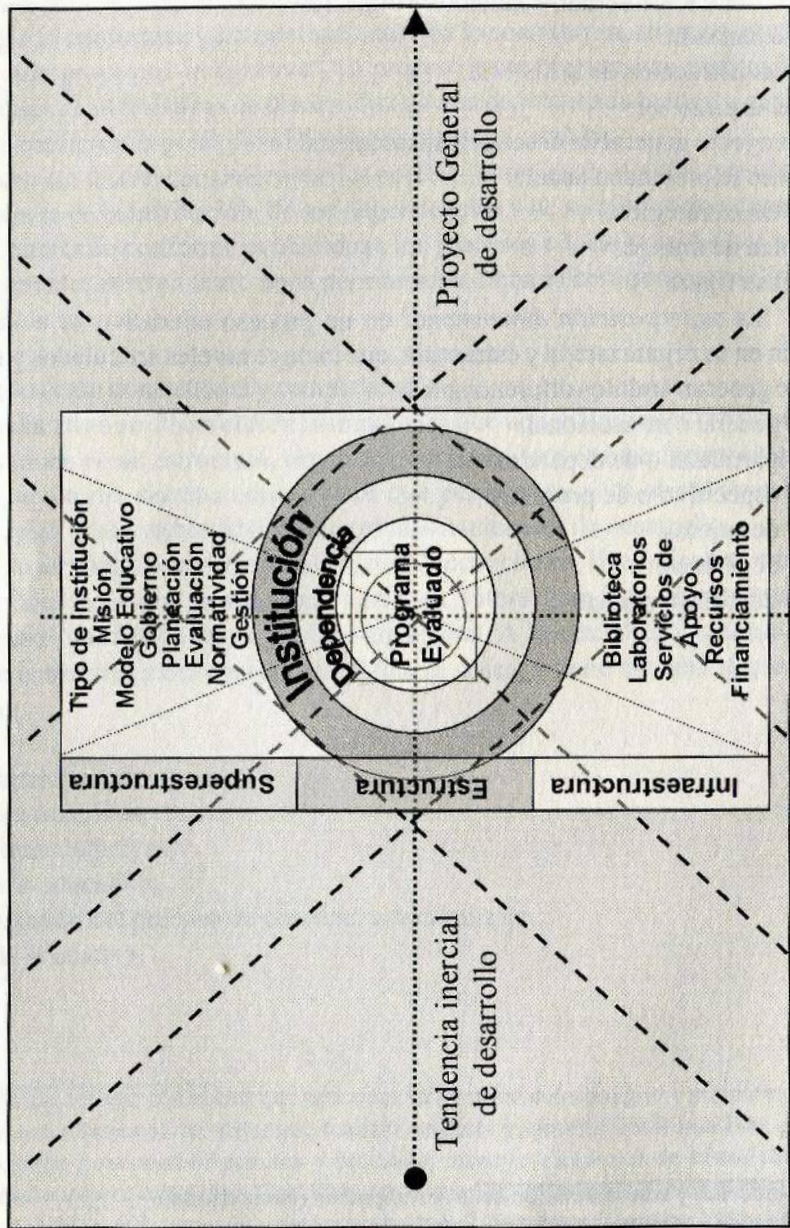 Tipo de Institución
Misión
Modelo Educativo
Gobierno
Planeación
Evaluación
Normatividad
Gestión
Institución
Dependencia
Programa
Evaluado
Biblioteca
Laboratorios
Servicios de
Apoyo
Recursos
Financiamiento
Superestructura
Estructura
Infraestructura
Tendencia inercial
de desarrollo
Proyecto General
de desarrollo